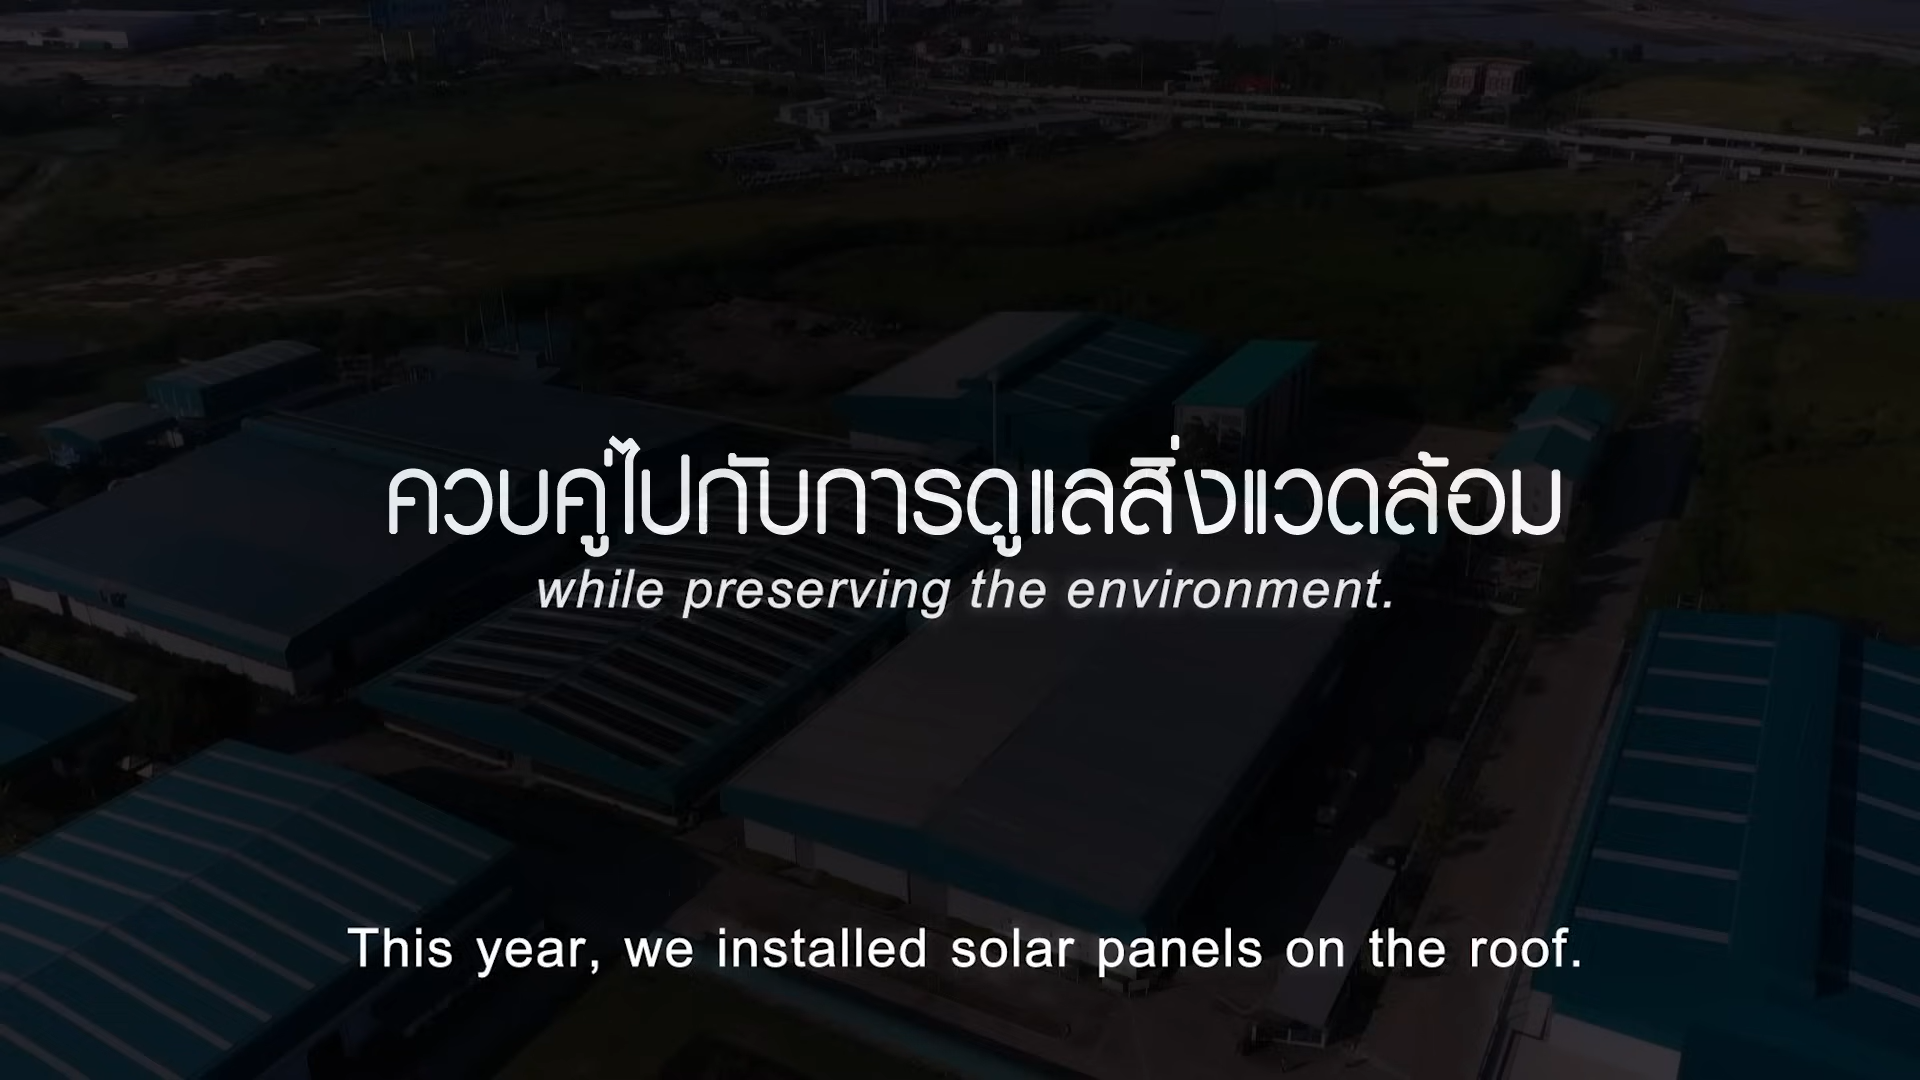 ควบคู่ไปกับการดูแลสิ่งแวดล้อม
while preserving the environment.
This year, we installed solar panels on the roof.